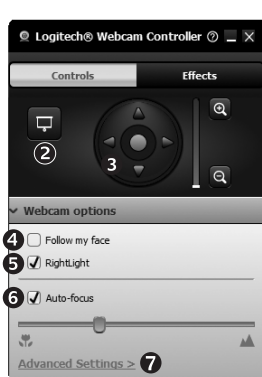 Logitech® Webcam Controller
Controls Effects
2
3
Webcam options
4 Follow my face
5 RightLight
6 Auto-focus
Advanced Settings > 7